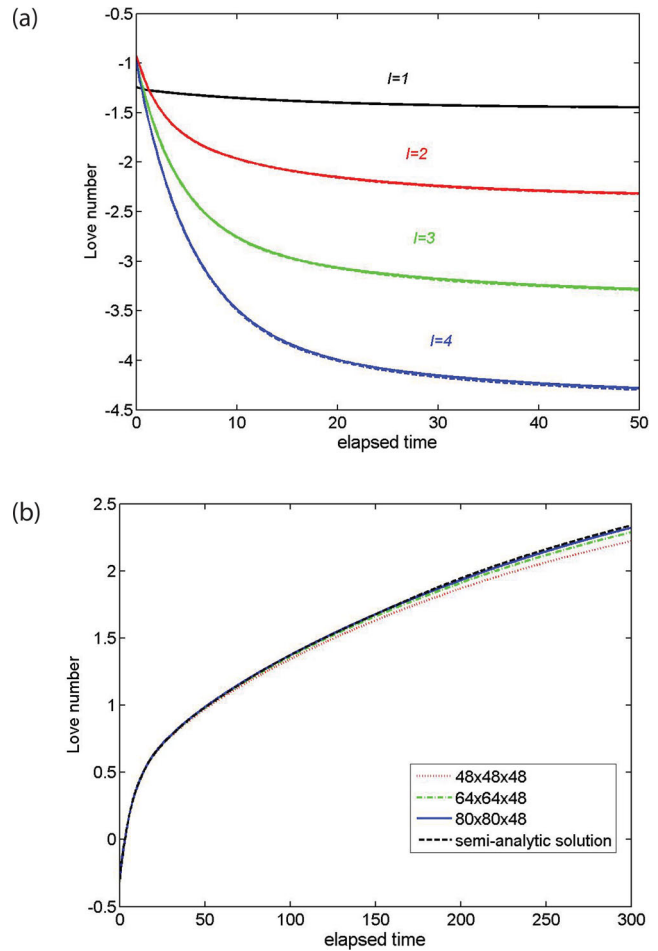 (a)
-0.5
-1
-1.5
-2
-2.5
-3
-3.5
-4
-4.5
Love number
l=1
l=2
l=3
l=4
0 10 20 30 40 50
elapsed time
(b)
2.5
2
1.5
1
0.5
0
-0.5
Love number
48x48x48
64x64x48
80x80x48
semi-analytic solution
0 50 100 150 200 250 300
elapsed time